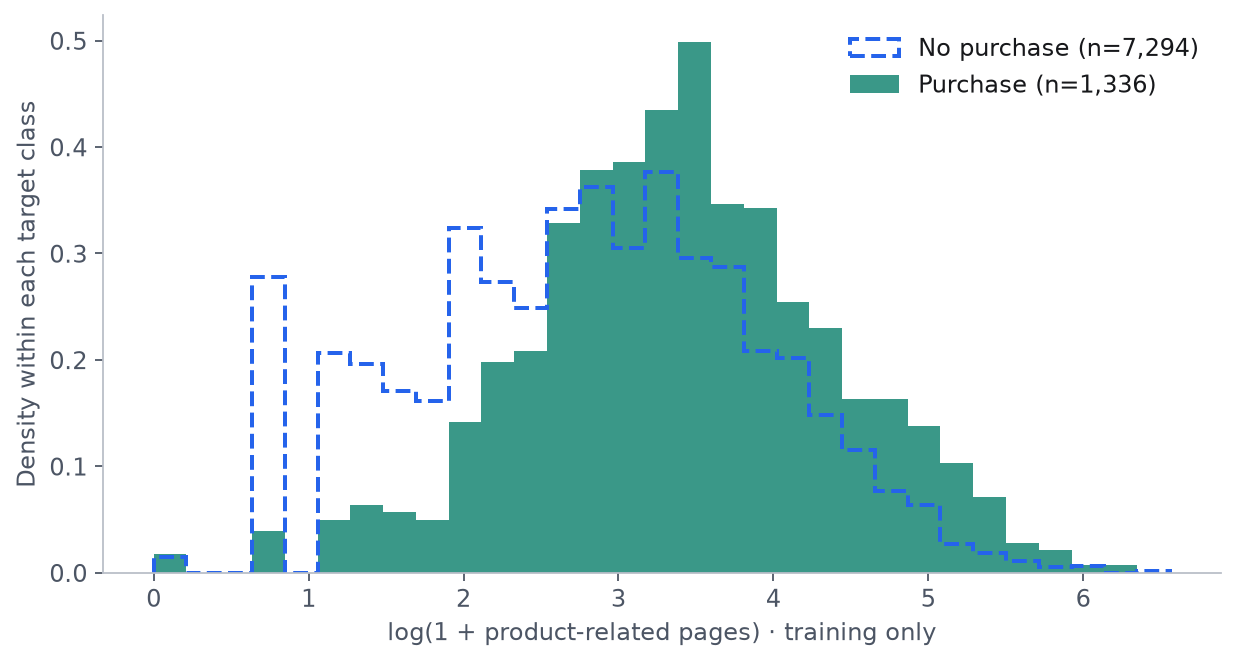 No purchase (n=7,294)
Purchase (n=1,336)
Density within each target class
0.5
0.4
0.3
0.2
0.1
0.0
0 1 2 3 4 5 6
log(1 + product-related pages) · training only